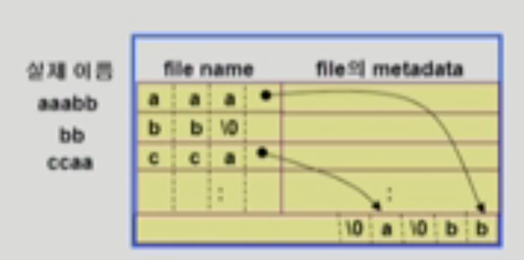 file name file의 metadata
실제 이름
aaabb a a a
bb b b \0
ccaa c c a
: :
\0 a \0 b b